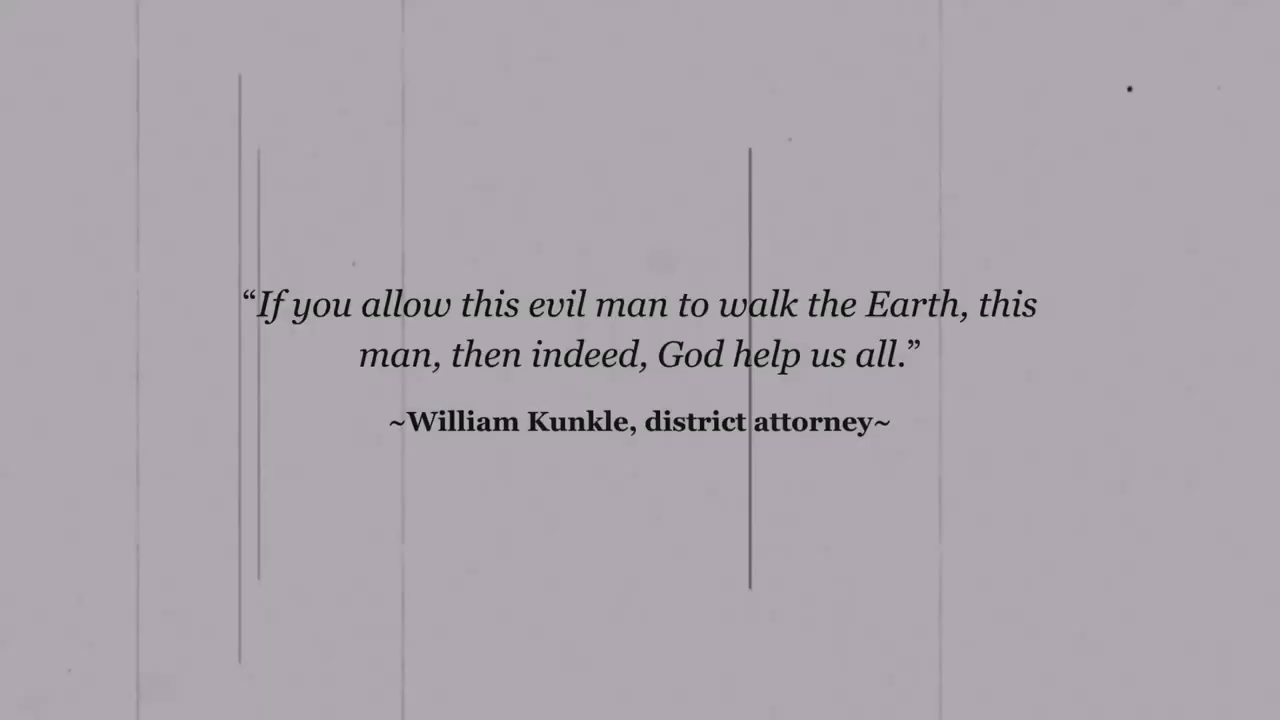 “If you allow this evil man to walk the Earth, this
man, then indeed, God help us all.”
~William Kunkle, district attorney~